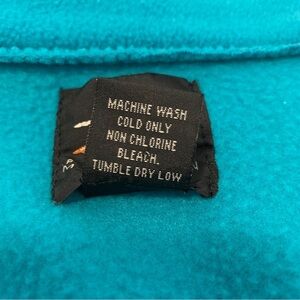 MACHINE WASH
COLD ONLY
NON CHLORINE
BLEACH.
TUMBLE DRY LOW